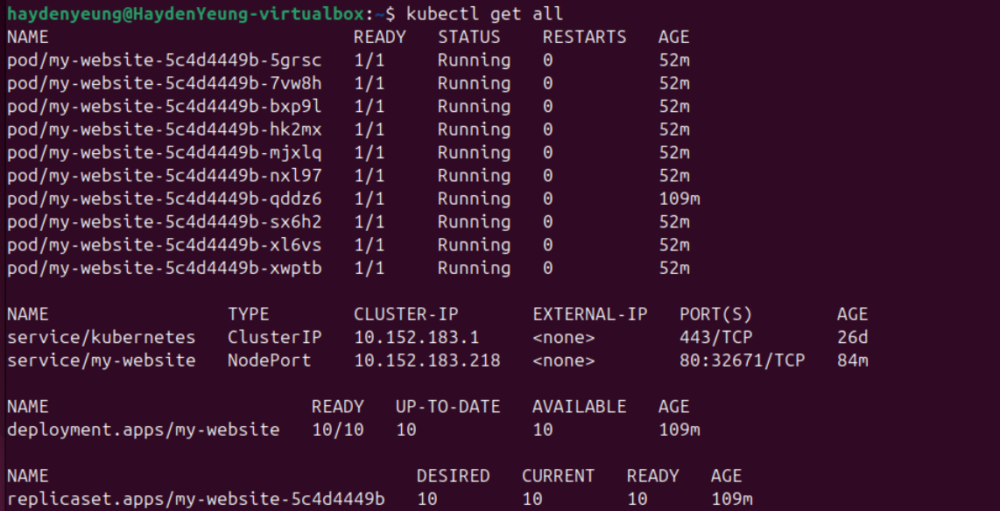 haydenyeung@HaydenYeung-virtualbox:~$ kubectl get all
NAME                             READY   STATUS    RESTARTS   AGE
pod/my-website-5c4d4449b-5grsc   1/1     Running   0          52m
pod/my-website-5c4d4449b-7vw8h   1/1     Running   0          52m
pod/my-website-5c4d4449b-bxp9l   1/1     Running   0          52m
pod/my-website-5c4d4449b-hk2mx   1/1     Running   0          52m
pod/my-website-5c4d4449b-mjxlq   1/1     Running   0          52m
pod/my-website-5c4d4449b-nxl97   1/1     Running   0          52m
pod/my-website-5c4d4449b-qddz6   1/1     Running   0          109m
pod/my-website-5c4d4449b-sx6h2   1/1     Running   0          52m
pod/my-website-5c4d4449b-xl6vs   1/1     Running   0          52m
pod/my-website-5c4d4449b-xwptb   1/1     Running   0          52m
NAME                 TYPE        CLUSTER-IP       EXTERNAL-IP   PORT(S)        AGE
service/kubernetes   ClusterIP   10.152.183.1     <none>        443/TCP        26d
service/my-website   NodePort    10.152.183.218   <none>        80:32671/TCP   84m
NAME                         READY   UP-TO-DATE   AVAILABLE   AGE
deployment.apps/my-website   10/10   10           10          109m
NAME                                   DESIRED   CURRENT   READY   AGE
replicaset.apps/my-website-5c4d4449b   10        10        10      109m